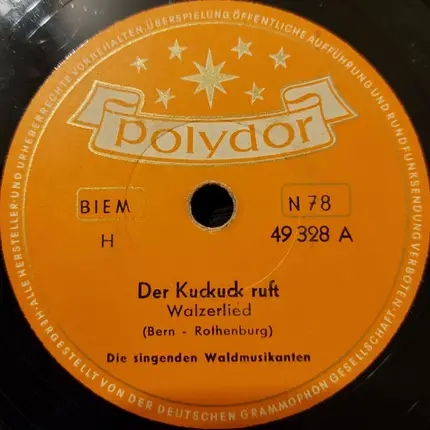 ALLE HERSTELLER- UND URHEBERRECHTE VORBEHALTEN, ÜBERSPIELUNG, ÖFFENTLICHE AUFFÜHRUNG UND RUNDFUNKSENDUNG VERBOTEN
polydor
BIEM
N 78
H
49 328 A
Der Kuckuck ruft
Walzerlied
(Bern - Rothenburg)
Die singenden Waldmusikanten
HERGESTELLT VON DER DEUTSCHEN GRAMMOPHON GESELLSCHAFT